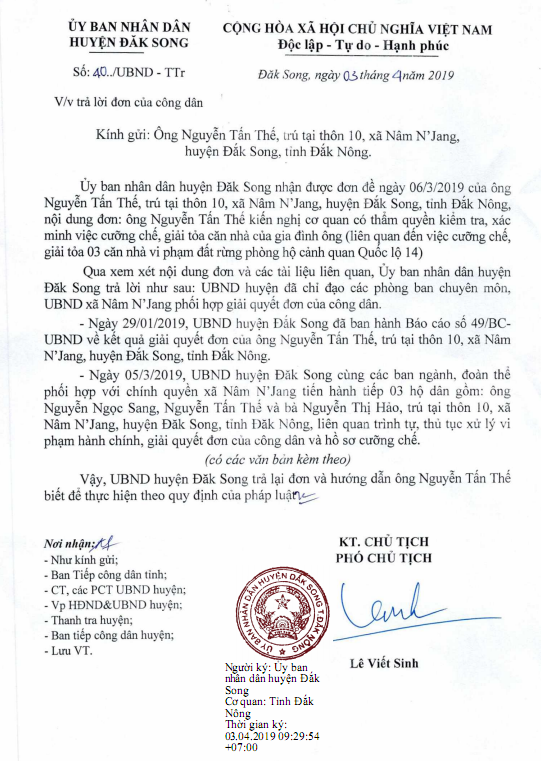 ỦY BAN NHÂN DÂN
HUYỆN ĐĂK SONG
CỘNG HÒA XÃ HỘI CHỦ NGHĨA VIỆT NAM
Độc lập - Tự do - Hạnh phúc
Số: 40../UBND - TTr
Đăk Song, ngày 03 tháng 4 năm 2019
V/v trả lời đơn của công dân
Kính gửi: Ông Nguyễn Tấn Thế, trú tại thôn 10, xã Nâm N’Jang,
huyện Đắk Song, tỉnh Đắk Nông.
Ủy ban nhân dân huyện Đăk Song nhận được đơn đề ngày 06/3/2019 của ông
Nguyễn Tấn Thế, trú tại thôn 10, xã Nâm N’Jang, huyện Đắk Song, tỉnh Đắk Nông,
nội dung đơn: ông Nguyễn Tấn Thế kiến nghị cơ quan có thẩm quyền kiểm tra, xác
minh việc cưỡng chế, giải tỏa căn nhà của gia đình ông (liên quan đến việc cưỡng chế,
giải tỏa 03 căn nhà vi phạm đất rừng phòng hộ cảnh quan Quốc lộ 14)
Qua xem xét nội dung đơn và các tài liệu liên quan, Ủy ban nhân dân huyện
Đăk Song trả lời như sau: UBND huyện đã chỉ đạo các phòng ban chuyên môn,
UBND xã Nâm N’Jang phối hợp giải quyết đơn của công dân.
- Ngày 29/01/2019, UBND huyện Đắk Song đã ban hành Báo cáo số 49/BC-
UBND về kết quả giải quyết đơn của ông Nguyễn Tấn Thế, trú tại thôn 10, xã Nâm
N’Jang, huyện Đắk Song, tỉnh Đắk Nông.
- Ngày 05/3/2019, UBND huyện Đắk Song cùng các ban ngành, đoàn thể
phối hợp với chính quyền xã Nâm N’Jang tiến hành tiếp 03 hộ dân gồm: ông
Nguyễn Ngọc Sang, Nguyễn Tấn Thế và bà Nguyễn Thị Hảo, trú tại thôn 10, xã
Nâm N’Jang, huyện Đăk Song, tỉnh Đắk Nông, liên quan trình tự, thủ tục xử lý vi
phạm hành chính, giải quyết đơn của công dân và hồ sơ cưỡng chế.
(có các văn bản kèm theo)
Vậy, UBND huyện Đăk Song trả lại đơn và hướng dẫn ông Nguyễn Tấn Thế
biết để thực hiện theo quy định của pháp luật
Nơi nhận:
- Như kính gửi;
- Ban Tiếp công dân tỉnh;
- CT, các PCT UBND huyện;
- Vp HĐND&UBND huyện;
- Thanh tra huyện;
- Ban tiếp công dân huyện;
- Lưu VT.
KT. CHỦ TỊCH
PHÓ CHỦ TỊCH
ỦY BAN NHÂN DÂN HUYỆN ĐĂK SONG T. ĐĂK NÔNG
Lê Viết Sinh
Người ký: Ủy ban
nhân dân huyện Đắk
Song
Cơ quan: Tỉnh Đắk
Nông
Thời gian ký:
03.04.2019 09:29:54
+07:00